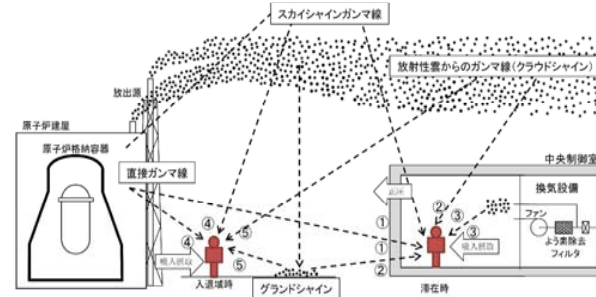 スカイシャインガンマ線
放射性雲からのガンマ線(クラウドシャイン)
放出源
原子炉建屋
原子炉格納容器
直接ガンマ線
中央制御室
換気設備
ファン
よう素除去
フィルタ
①
①
②
③
③
②
④
④
⑤
⑤
吸入摂取
吸入摂取
入退域時
グランドシャイン
滞在時